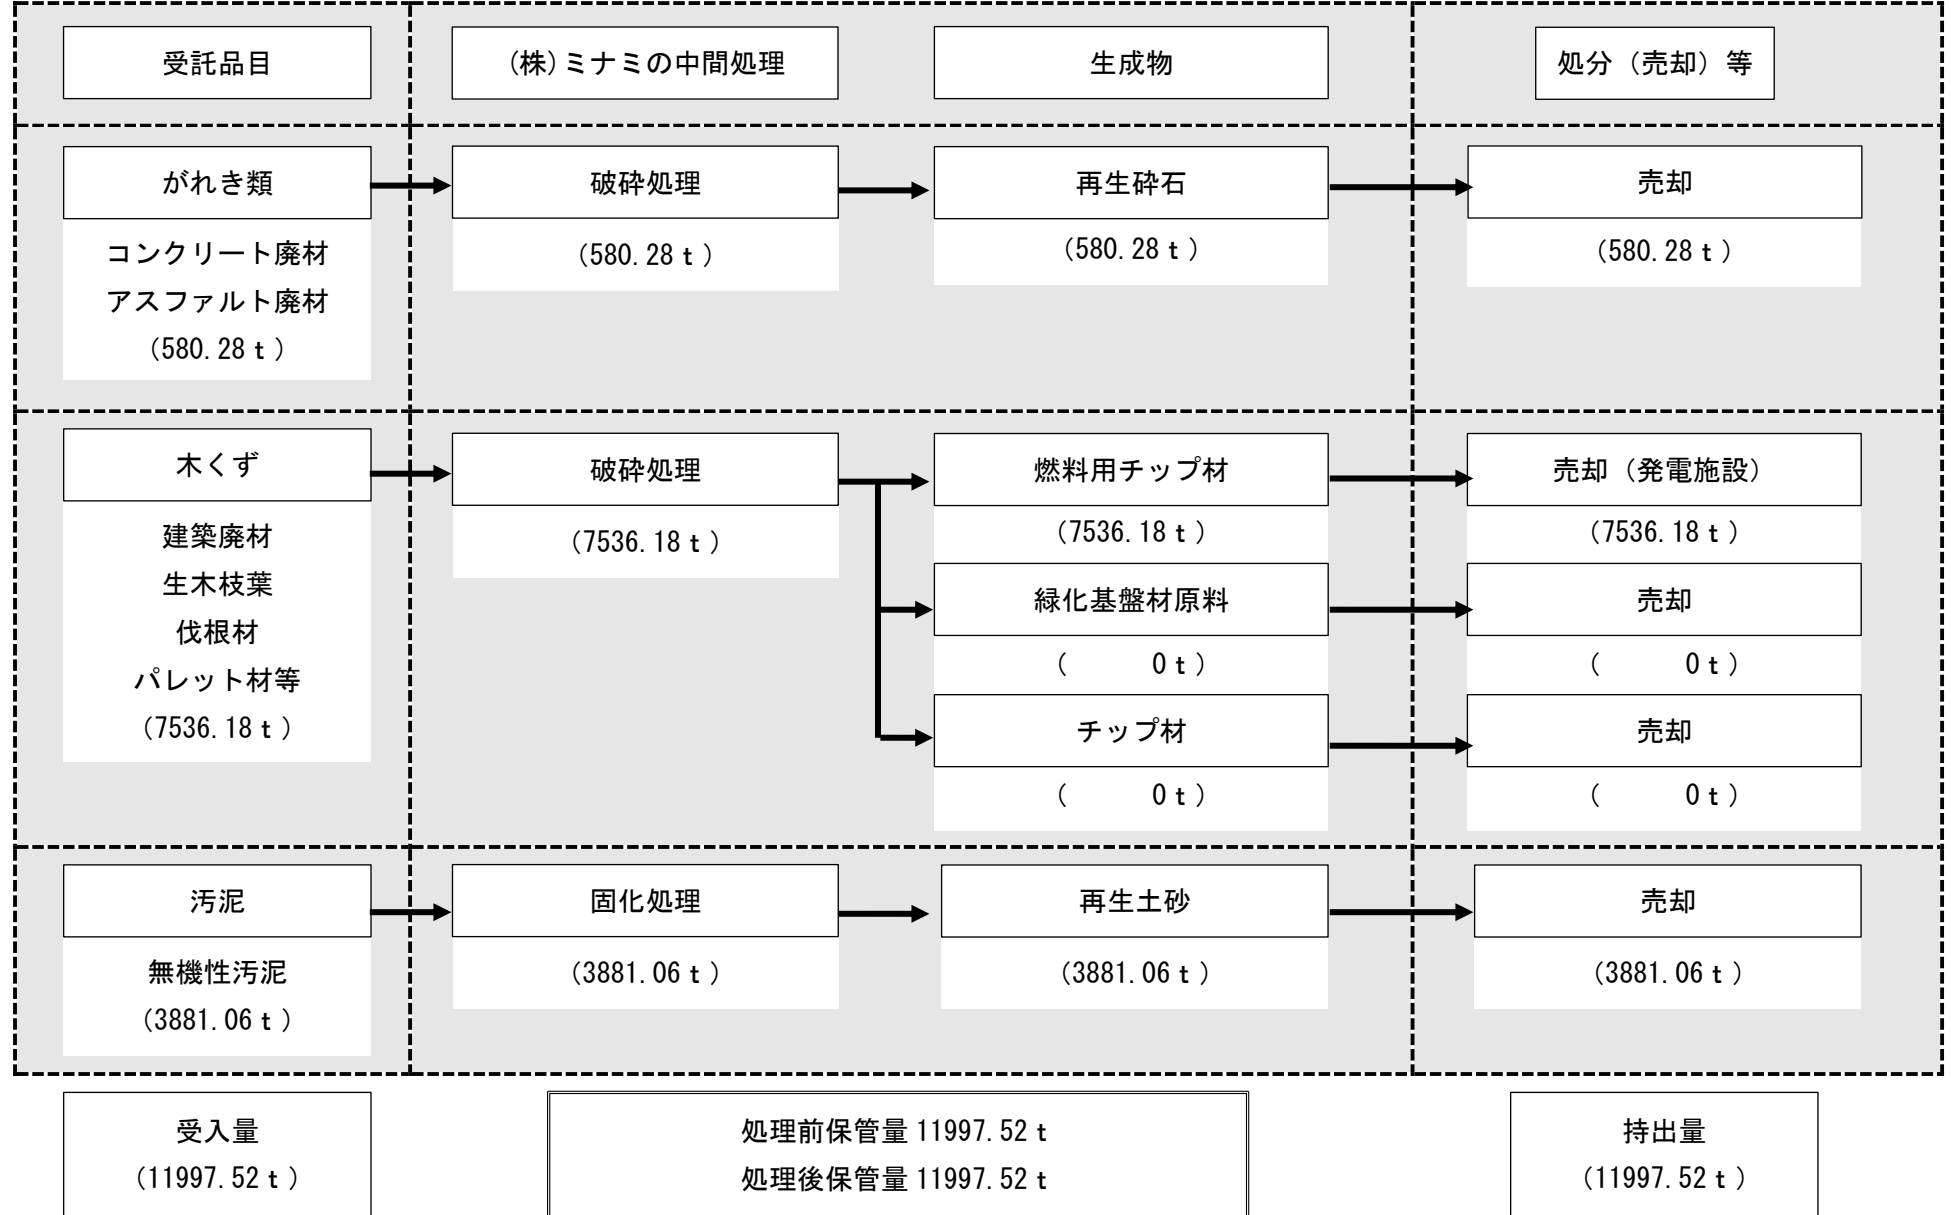 受託品目
(株)ミナミの中間処理
生成物
処分（売却）等
がれき類
コンクリート廃材
アスファルト廃材
（580.28ｔ）
破砕処理
（580.28ｔ）
再生砕石
（580.28ｔ）
売却
（580.28ｔ）
木くず
建築廃材
生木枝葉
伐根材
パレット材等
（7536.18ｔ）
破砕処理
（7536.18ｔ）
燃料用チップ材
（7536.18ｔ）
売却（発電施設）
（7536.18ｔ）
緑化基盤材原料
（　　　0ｔ）
売却
（　　　0ｔ）
チップ材
（　　　0ｔ）
売却
（　　　0ｔ）
汚泥
無機性汚泥
（3881.06ｔ）
固化処理
（3881.06ｔ）
再生土砂
（3881.06ｔ）
売却
（3881.06ｔ）
受入量
（11997.52ｔ）
処理前保管量 11997.52ｔ
処理後保管量 11997.52ｔ
持出量
（11997.52ｔ）